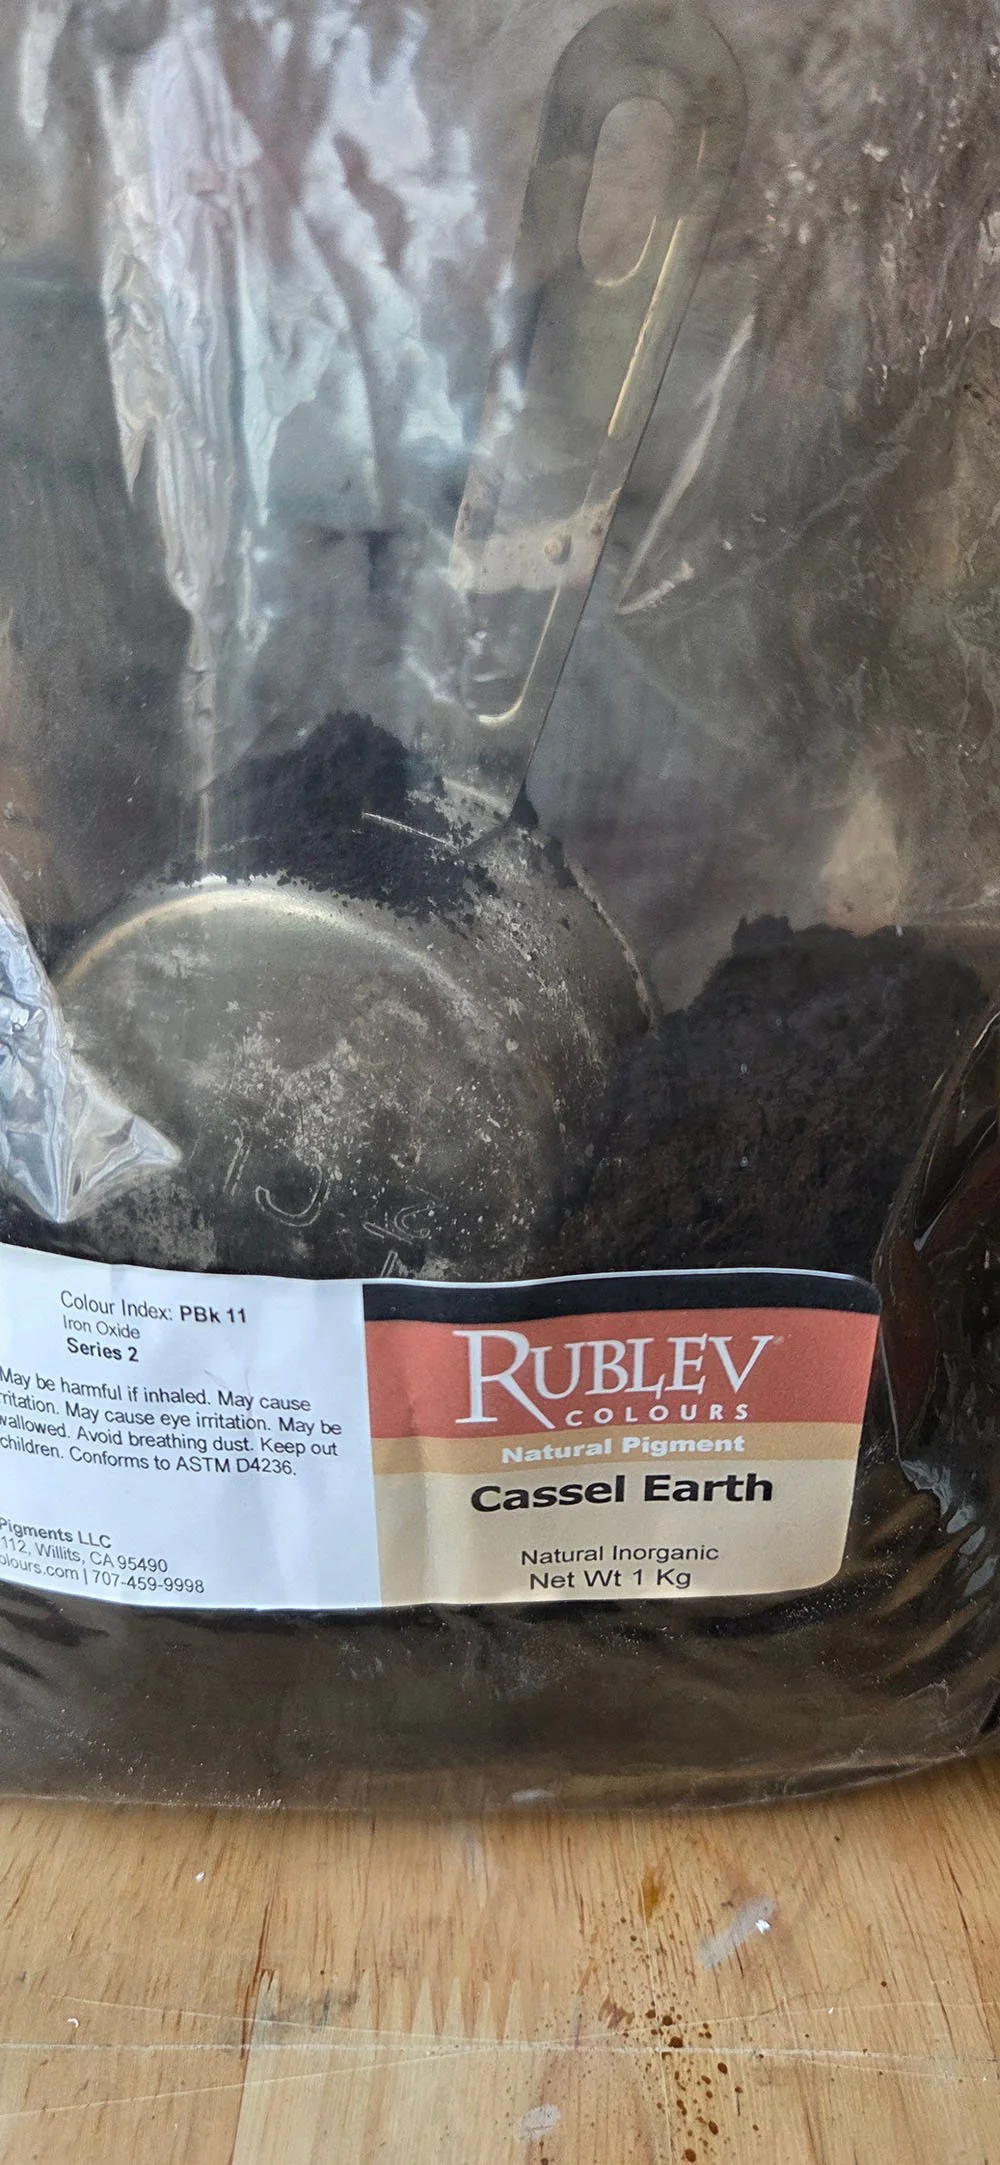 Colour Index: PBk 11
Iron Oxide
Series 2
May be harmful if inhaled. May cause
rritation. May cause eye irritation. May be
wallowed. Avoid breathing dust. Keep out
children. Conforms to ASTM D4236.
Pigments LLC
112, Willits, CA 95490
olours.com | 707-459-9998
RUBLEV
COLOURS
Natural Pigment
Cassel Earth
Natural Inorganic
Net Wt 1 Kg